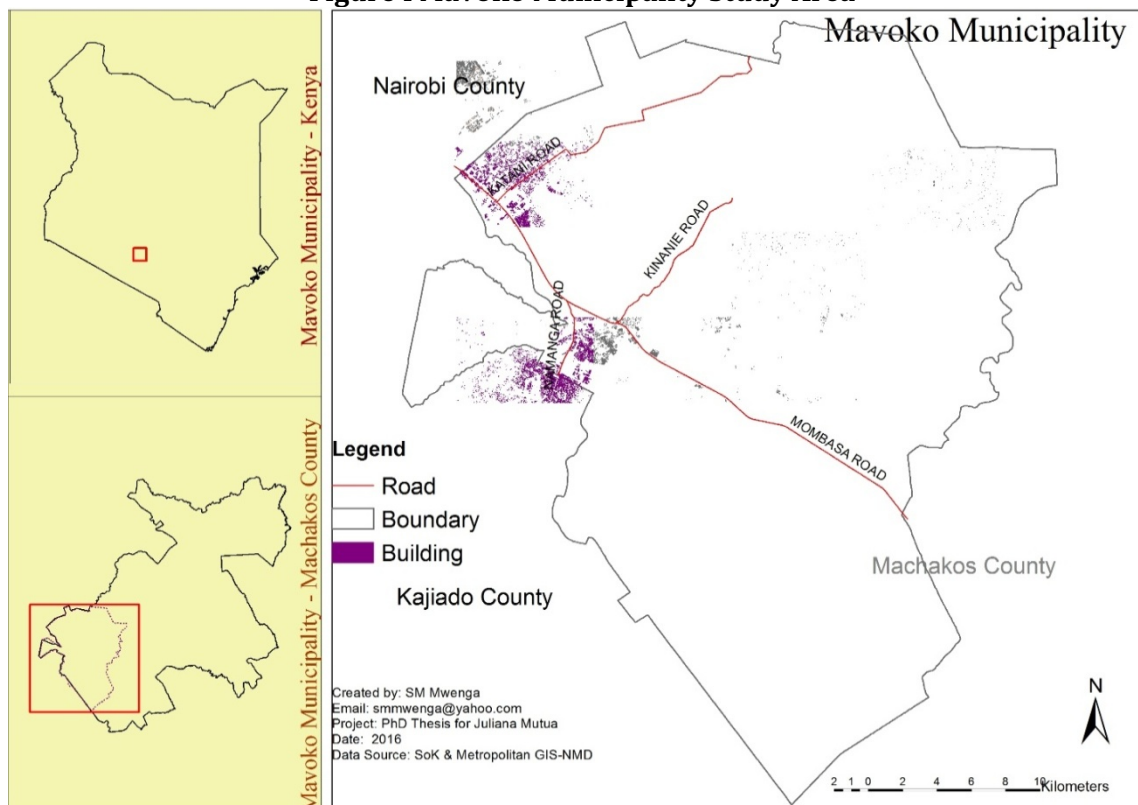 Mavoko Municipality - Kenya
Mavoko Municipality - Machakos County
Mavoko Municipality
Nairobi County
KATANI ROAD
KINANIE ROAD
NAMANGA ROAD
MOMBASA ROAD
Legend
Road
Boundary
Building
Machakos County
Kajiado County
Created by: SM Mwenga
Email: smmwenga@yahoo.com
Project: PhD Thesis for Juliana Mutua
Date: 2016
Data Source: SoK & Metropolitan GIS-NMD
N
2 1 0 2 4 6 8 10
Kilometers